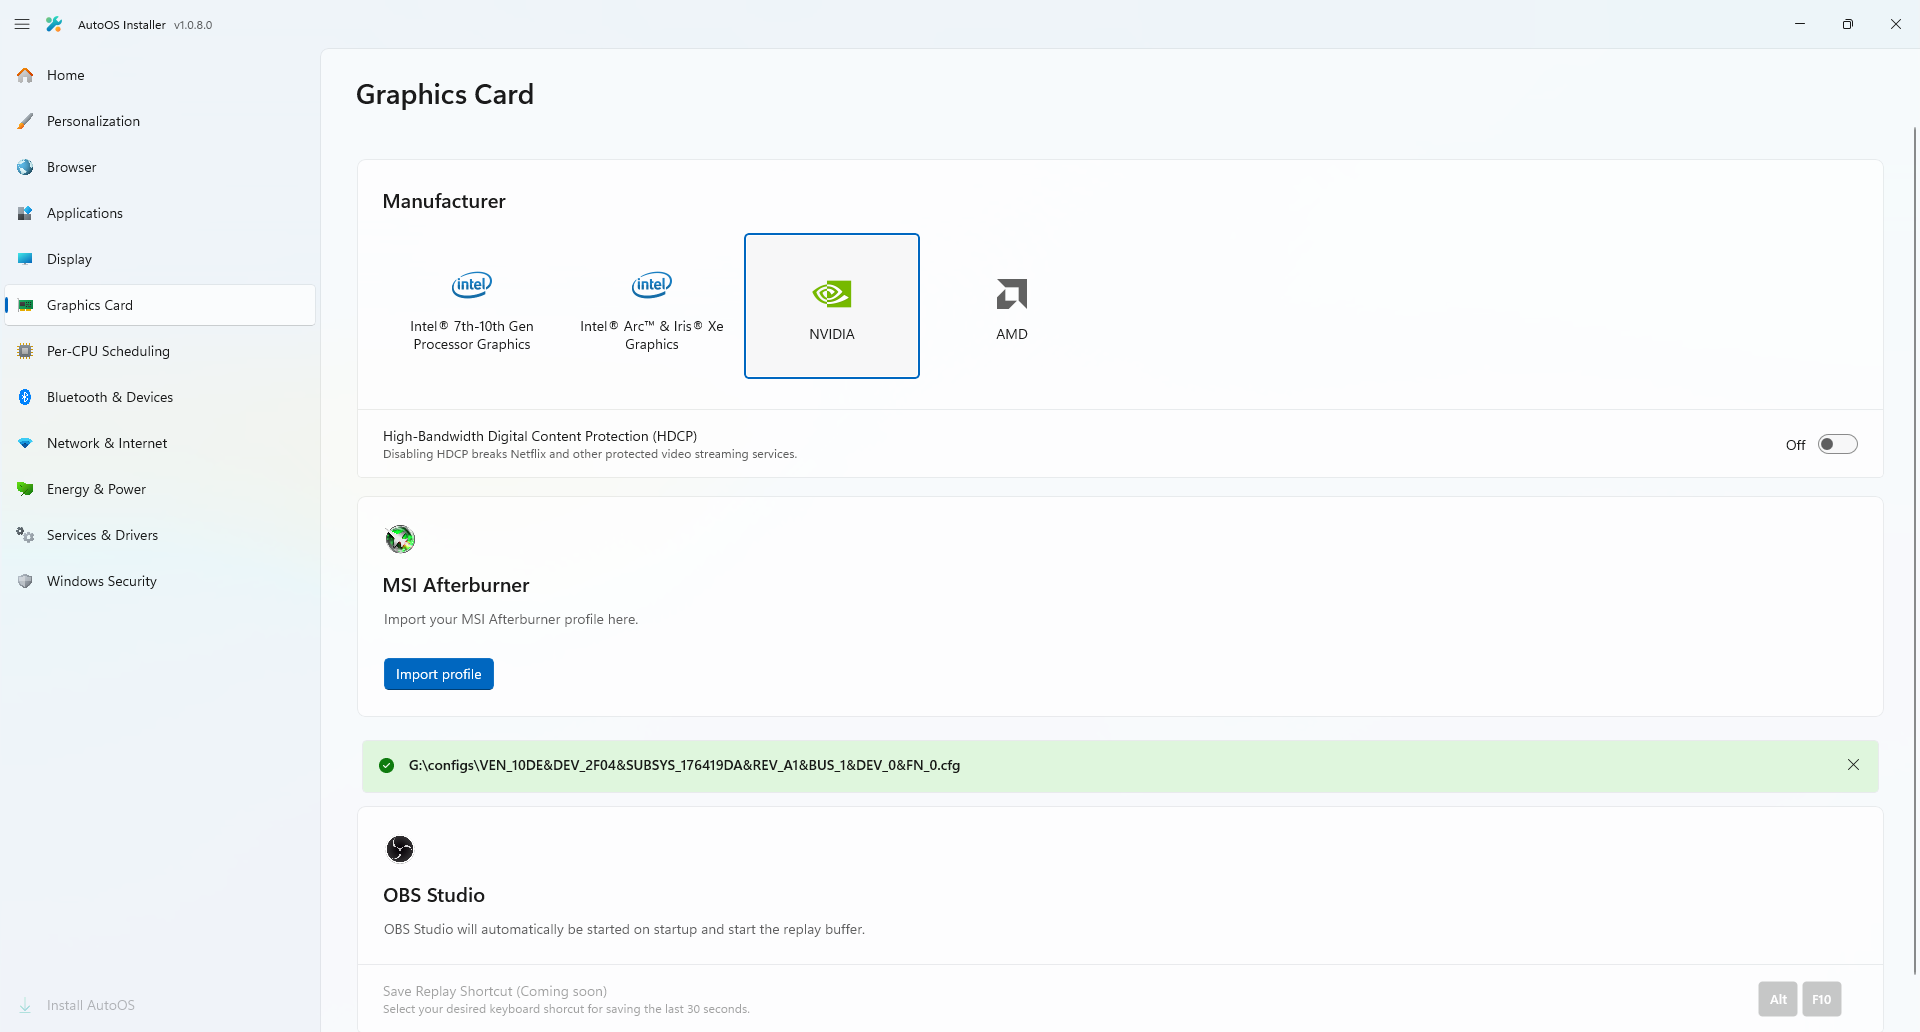 AutoOS Installer v1.0.8.0
Home
Personalization
Browser
Applications
Display
Graphics Card
Per-CPU Scheduling
Bluetooth & Devices
Network & Internet
Energy & Power
Services & Drivers
Windows Security
Install AutoOS
Graphics Card
Manufacturer
intel
Intel® 7th-10th Gen
Processor Graphics
intel
Intel® Arc™ & Iris® Xe
Graphics
NVIDIA
AMD
High-Bandwidth Digital Content Protection (HDCP)
Disabling HDCP breaks Netflix and other protected video streaming services.
Off
MSI Afterburner
Import your MSI Afterburner profile here.
Import profile
G:\configs\VEN_10DE&DEV_2F04&SUBSYS_176419DA&REV_A1&BUS_1&DEV_0&FN_0.cfg
OBS Studio
OBS Studio will automatically be started on startup and start the replay buffer.
Save Replay Shortcut (Coming soon)
Select your desired keyboard shorcut for saving the last 30 seconds.
Alt F10